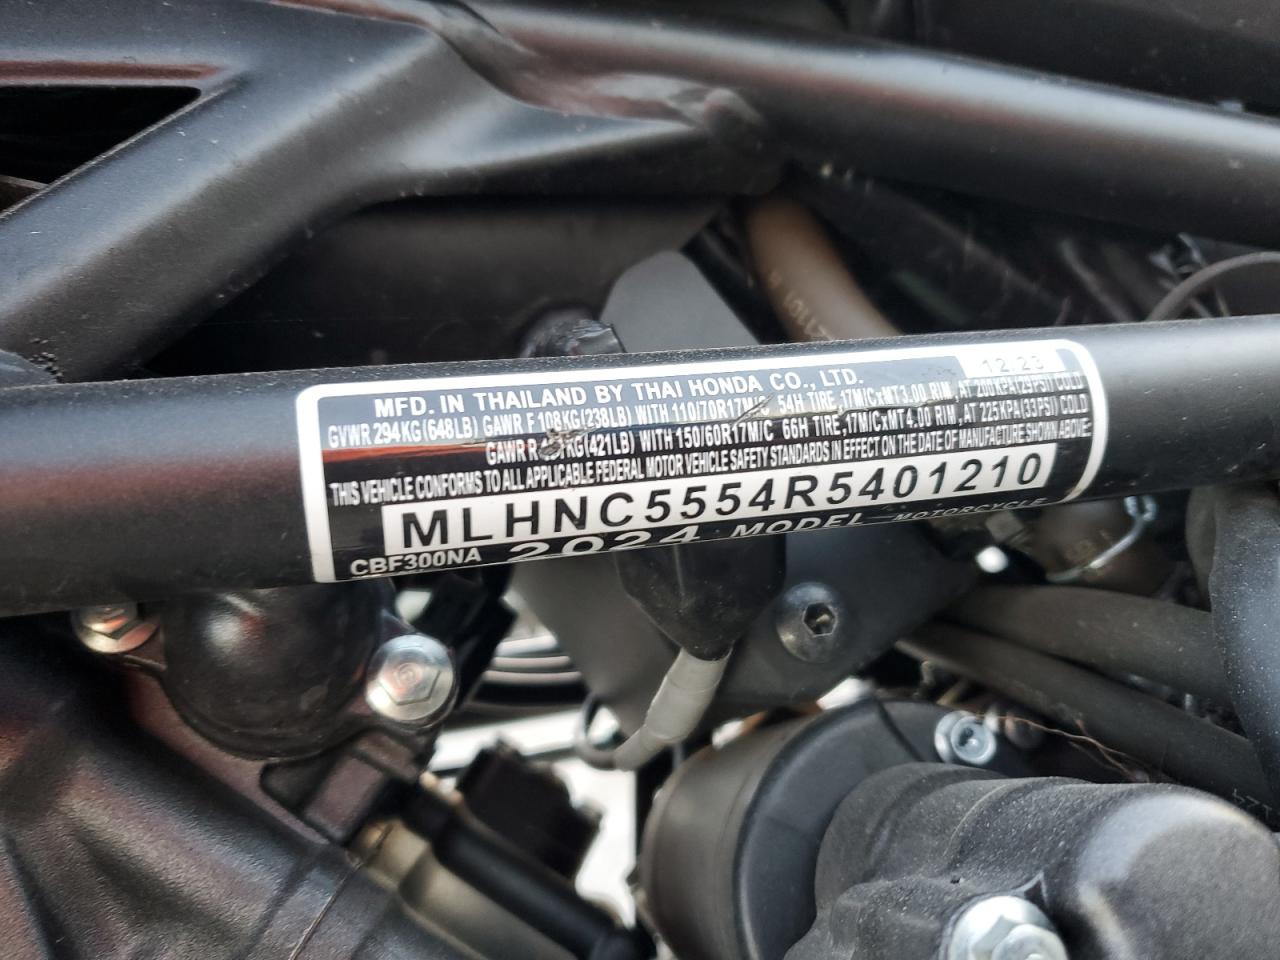 12.23
MFD. IN THAILAND BY THAI HONDA CO., LTD.
GVWR 294KG(648LB) GAWR F 108KG(238LB) WITH 110/70R17M/C 54H TIRE,17M/CxMT3.00 RIM, AT 200KPA(29PSI) COLD
GAWR R KG(421LB) WITH 150/60R17M/C 66H TIRE,17M/CxMT4.00 RIM, AT 225KPA(33PSI) COLD
THIS VEHICLE CONFORMS TO ALL APPLICABLE FEDERAL MOTOR VEHICLE SAFETY STANDARDS IN EFFECT ON THE DATE OF MANUFACTURE SHOWN ABOVE:
MLHNC5554R5401210
CBF300NA 2024 MODEL MOTORCYCLE